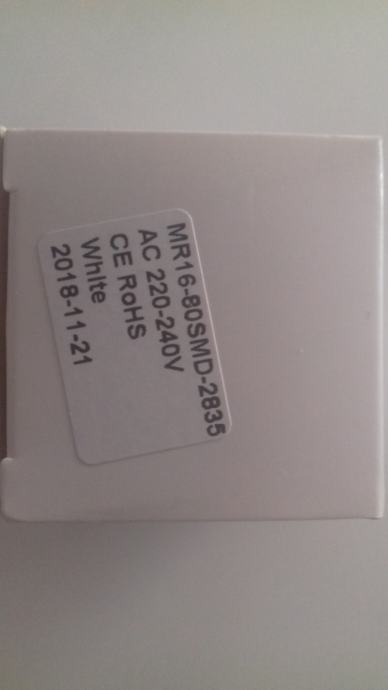 MR16-80SMD-2835
AC 220-240V
CE RoHS
White
2018-11-21